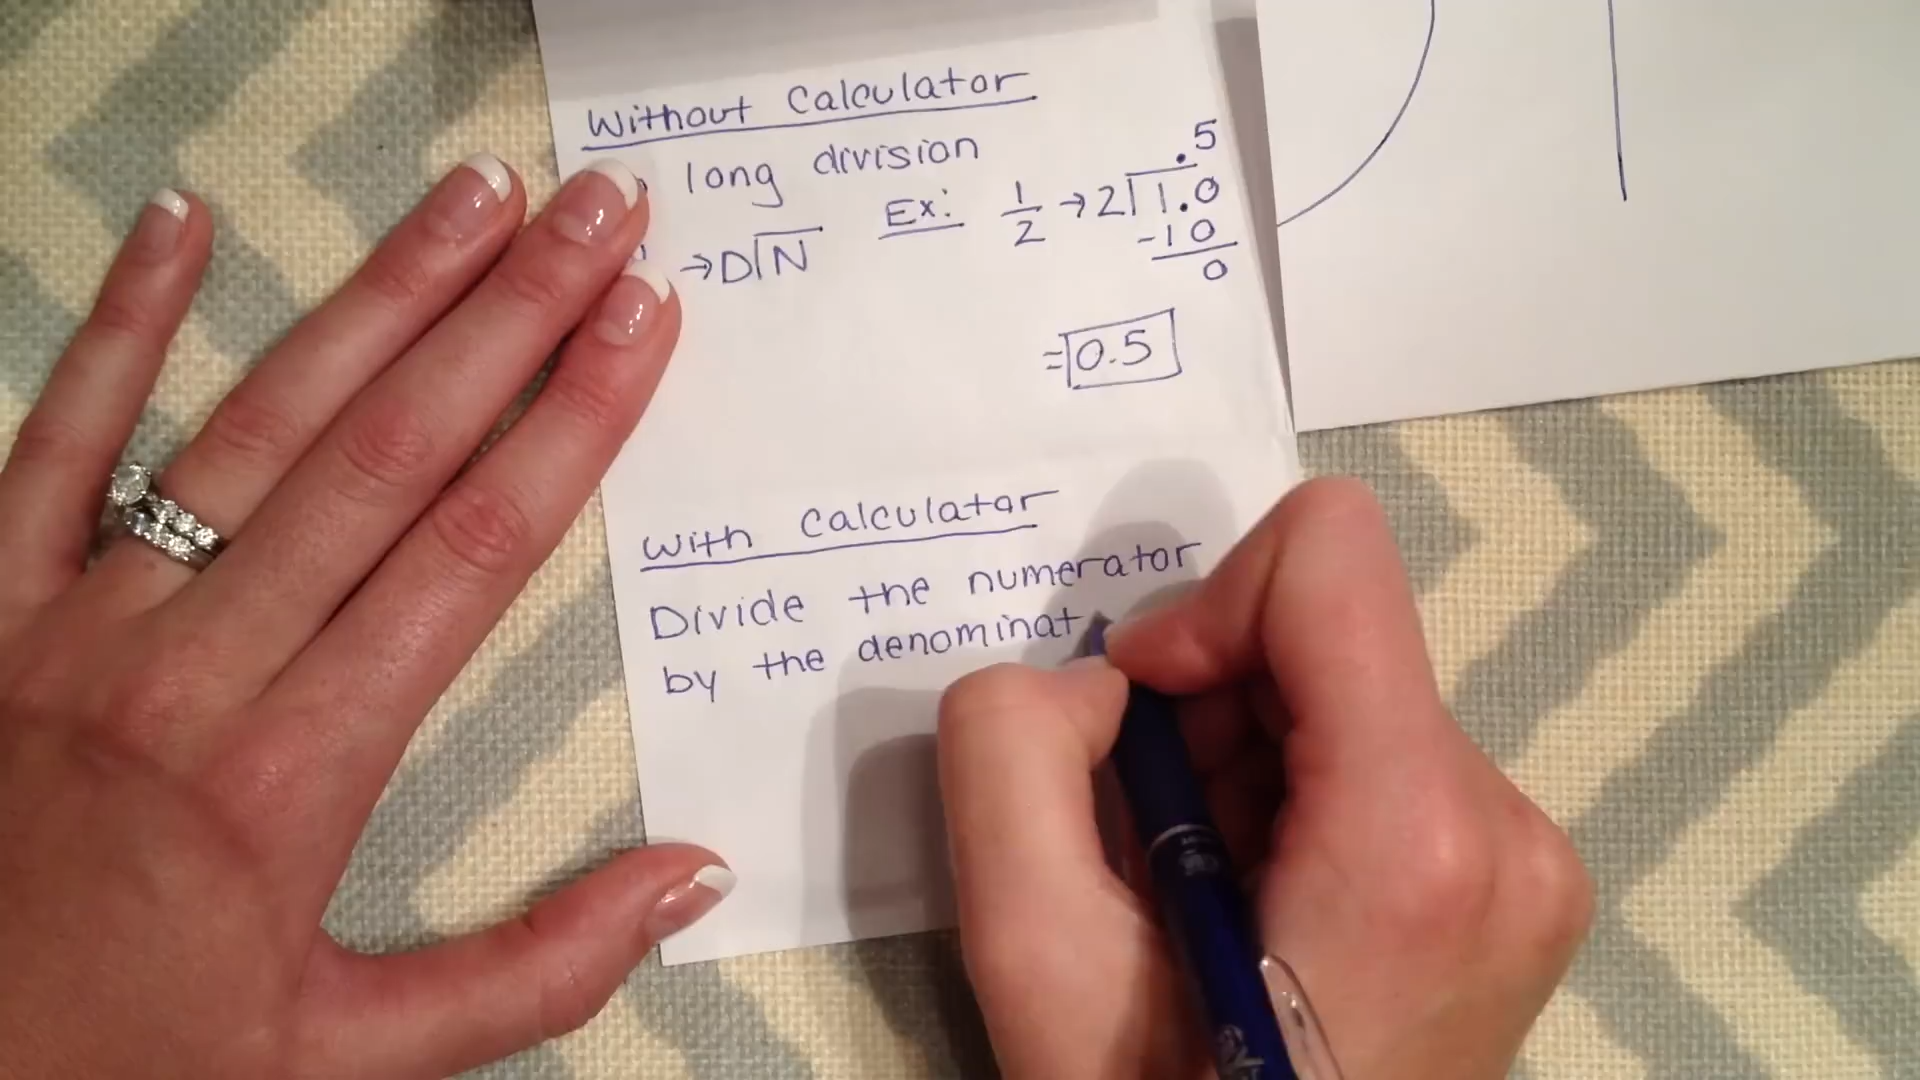 Without Calculator
long division
.5
Ex: 1/2 → 2)1.0
→ D)N
-10
0
= 0.5
With Calculator
Divide the numerator
by the denominat